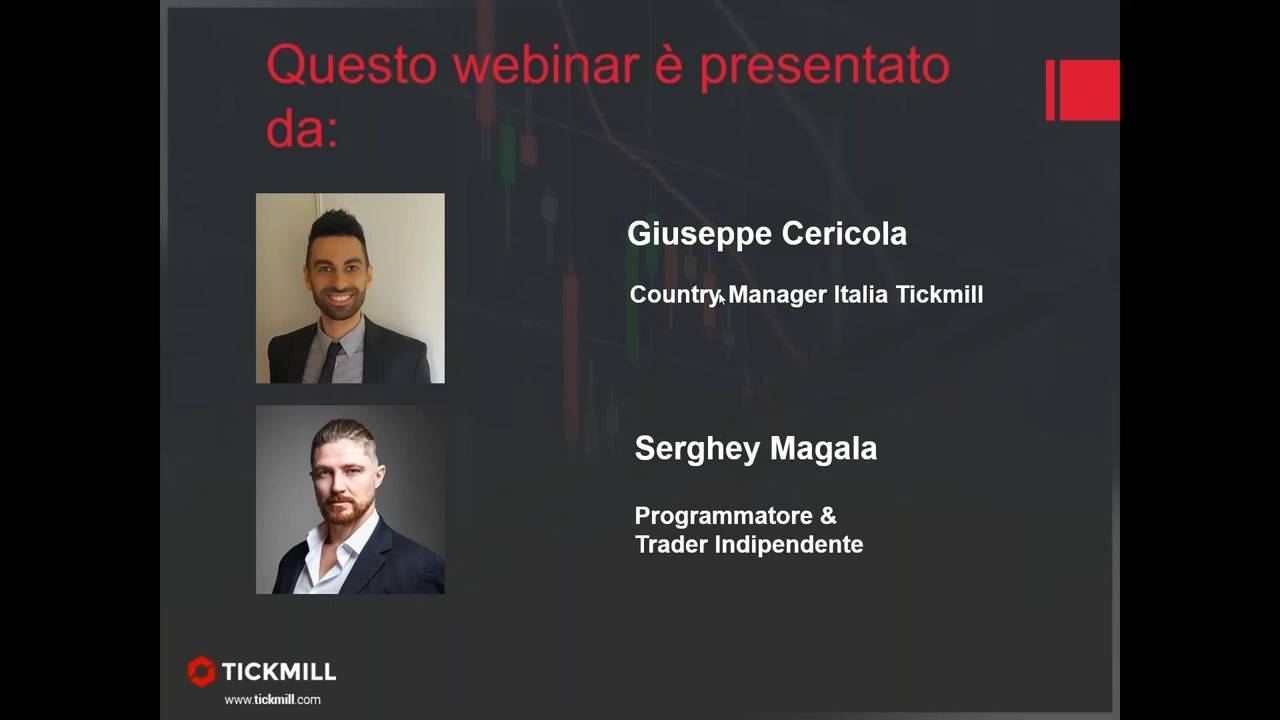 Questo webinar è presentato
da:
Giuseppe Cericola
Country Manager Italia Tickmill
Serghey Magala
Programmatore &
Trader Indipendente
TICKMILL
www.tickmill.com